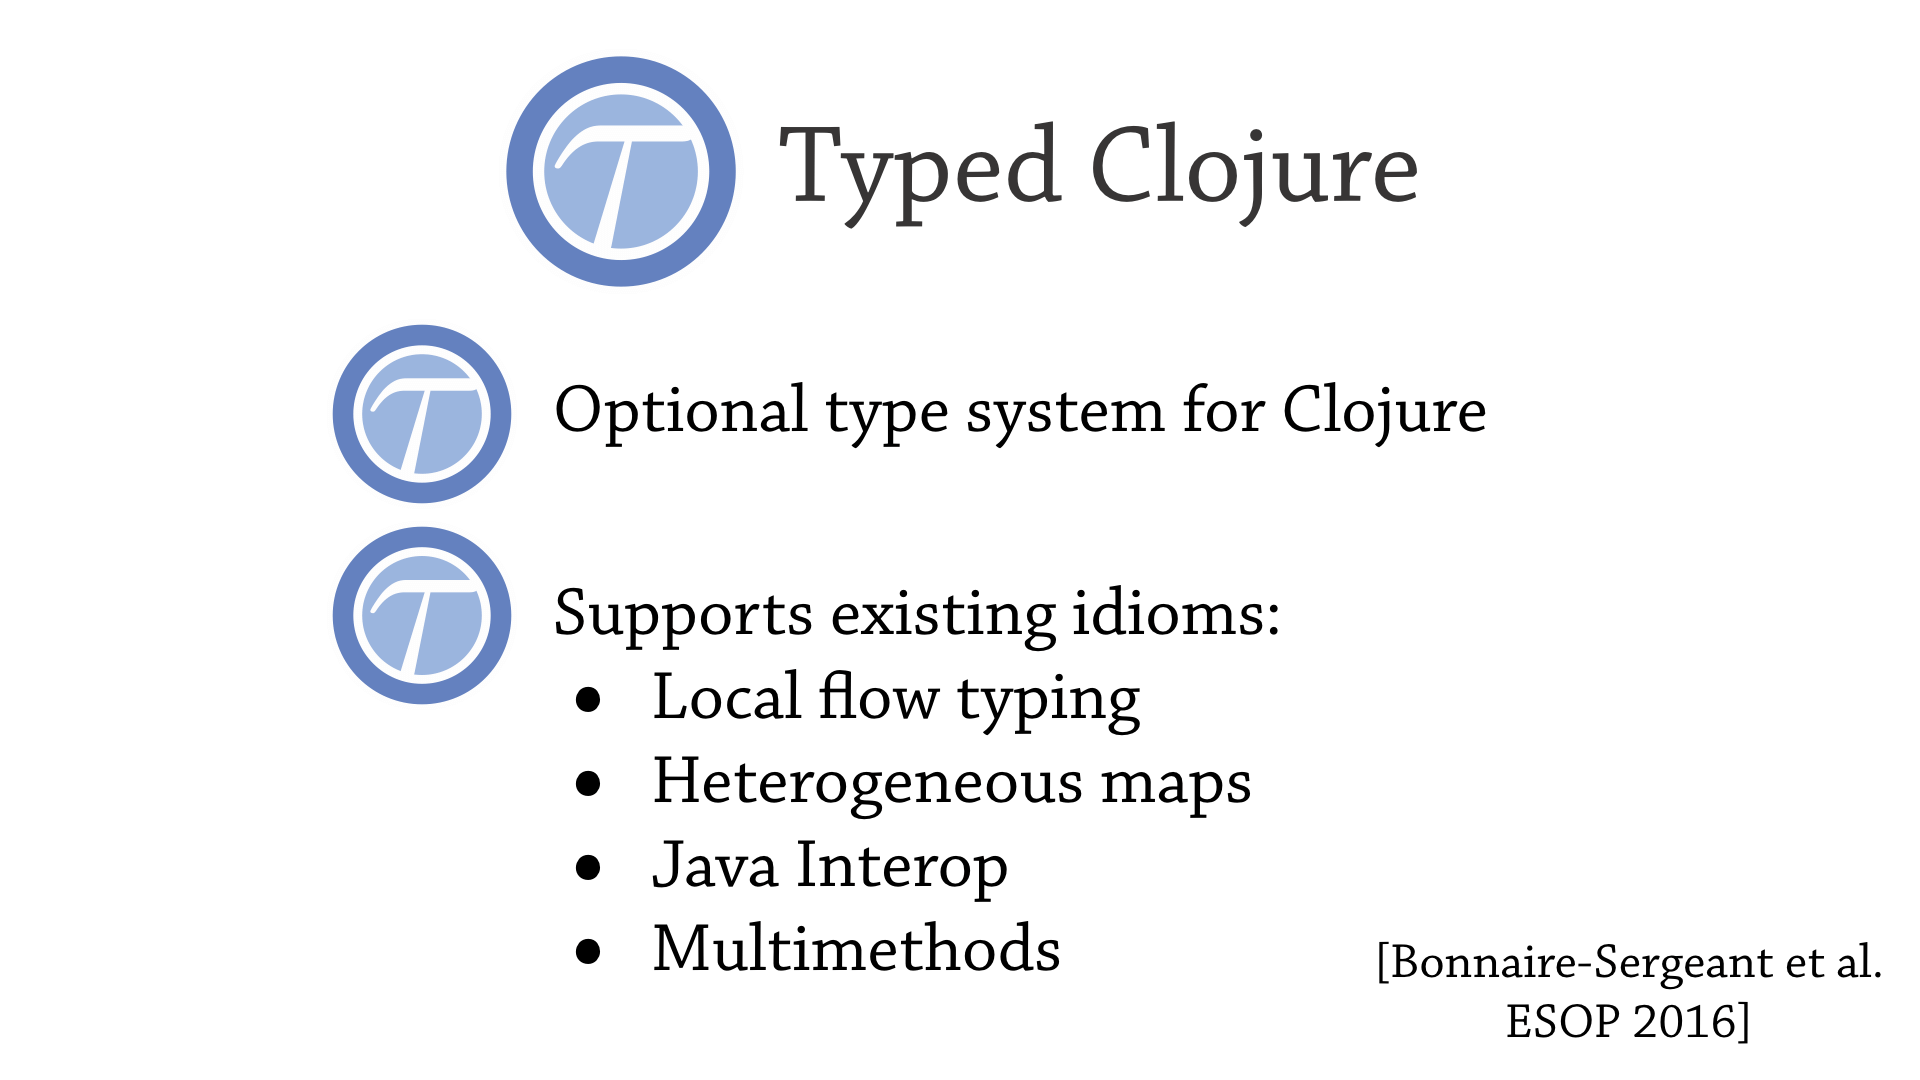 Typed Clojure
Optional type system for Clojure
Supports existing idioms:
● Local flow typing
● Heterogeneous maps
● Java Interop
● Multimethods
[Bonnaire-Sergeant et al.
ESOP 2016]